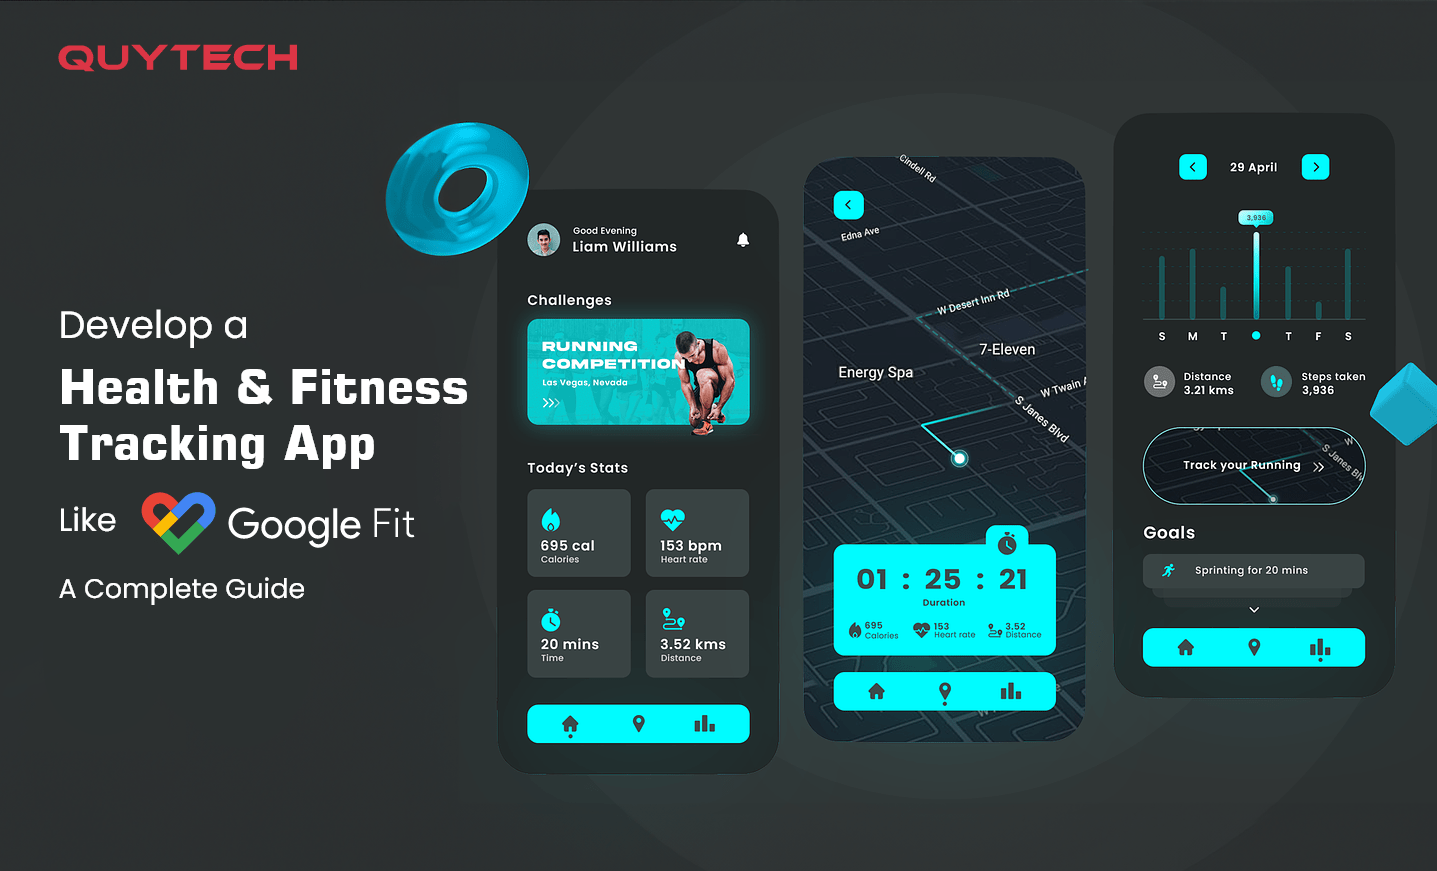 QUYTECH
Develop a
Health & Fitness
Tracking App
Like Google Fit
A Complete Guide
Good Evening
Liam Williams
Challenges
RUNNING
COMPETITION
Las Vegas, Nevada
Today's Stats
695 cal
Calories
153 bpm
Heart rate
20 mins
Time
3.52 kms
Distance
Cindell Rd
Edna Ave
W Desert Inn Rd
7-Eleven
Energy Spa
W Twain A
S Janes Blvd
01 : 25 : 21
Duration
695
Calories
153
Heart rate
3.52
Distance
29 April
3,936
S M T T F S
Distance
3.21 kms
Steps taken
3,936
Track your Running
S Janes Blv
W
Goals
Sprinting for 20 mins